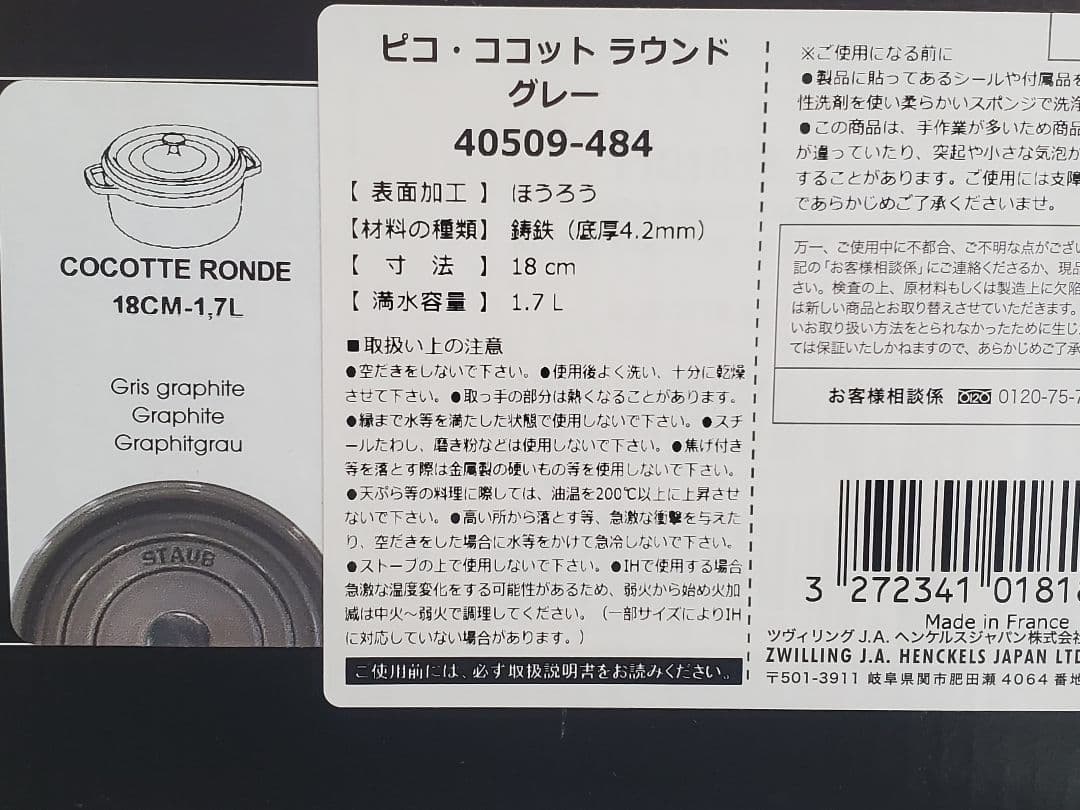 COCOTTE RONDE
18CM-1,7L
Gris graphite
Graphite
Graphitgrau
STAUB
ピコ・ココット ラウンド
グレー
40509-484
【 表面加工 】 ほうろう
【材料の種類】 鋳鉄（底厚4.2mm）
【 寸 法 】 18 cm
【 満水容量 】 1.7 L
■取扱い上の注意
●空だきをしないで下さい。●使用後よく洗い、十分に乾燥
させて下さい。●取っ手の部分は熱くなることがあります。
●縁まで水等を満たした状態で使用しないで下さい。●スチ
ールたわし、磨き粉などは使用しないで下さい。●焦げ付き
等を落とす際は金属製の硬いもの等を使用しないで下さい。
●天ぷら等の料理に際しては、油温を200℃以上に上昇させ
ないで下さい。●高い所から落とす等、急激な衝撃を与えた
り、空だきをした場合に水等をかけて急冷しないで下さい。
●ストーブの上で使用しないで下さい。●IHで使用する場合
急激な温度変化をする可能性があるため、弱火から始め火加
減は中火〜弱火で調理してください。（一部サイズによりIH
に対応していない場合があります。）
ご使用前には、必ず取扱説明書をお読みください。
※ご使用になる前に
●製品に貼ってあるシールや付属品を
性洗剤を使い柔らかいスポンジで洗浄
●この商品は、手作業が多いため商品
が違っていたり、突起や小さな気泡が
することがあります。ご使用には支障
であらかじめご了承くださいませ。
万一、ご使用中に不都合、ご不明な点がござい
記の「お客様相談係」にご連絡くださるか、現品
さい。検査の上、原材料もしくは製造上に欠陥
は新しい商品とお取り替えさせていただきます。
いお取り扱い方法をとられなかったために生じ
ては保証いたしかねますので、あらかじめご了承
お客様相談係 0120-75-7
3 272341 01818
Made in France
ツヴィリング J.A. ヘンケルスジャパン株式会社
ZWILLING J.A. HENCKELS JAPAN LTD
〒501-3911 岐阜県関市肥田瀬 4064 番地